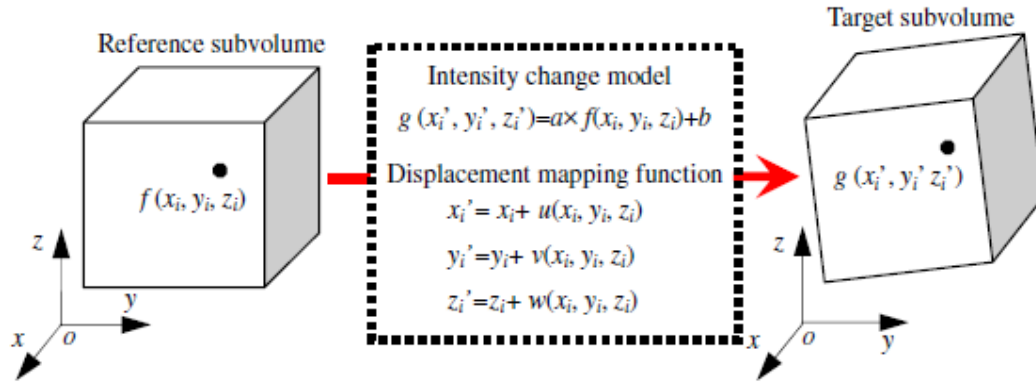 Reference subvolume
f (xᵢ, yᵢ, zᵢ)
z
y
x
o
Intensity change model
g (xᵢ’, yᵢ’, zᵢ’)=a× f(xᵢ, yᵢ, zᵢ)+b
Displacement mapping function
xᵢ’= xᵢ+ u(xᵢ, yᵢ, zᵢ)
yᵢ’=yᵢ+ v(xᵢ, yᵢ, zᵢ)
zᵢ’=zᵢ+ w(xᵢ, yᵢ, zᵢ)
Target subvolume
g (xᵢ’, yᵢ’ zᵢ’)
z
y
x
o